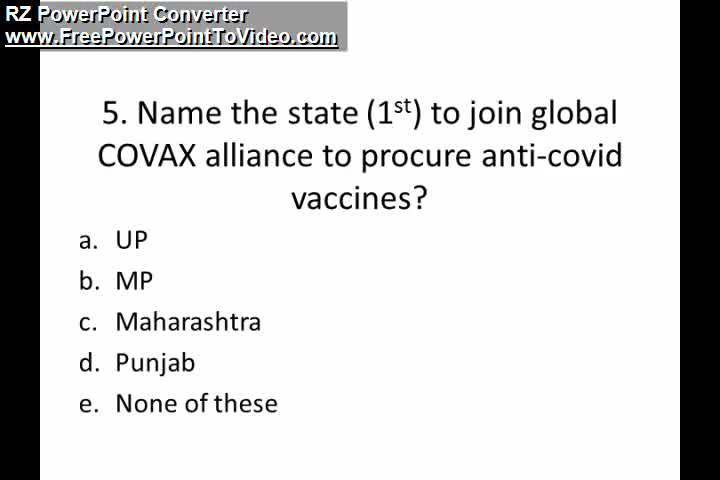 RZ PowerPoint Converter
www.FreePowerPointToVideo.com
5. Name the state (1st) to join global
COVAX alliance to procure anti-covid
vaccines?
a. UP
b. MP
c. Maharashtra
d. Punjab
e. None of these